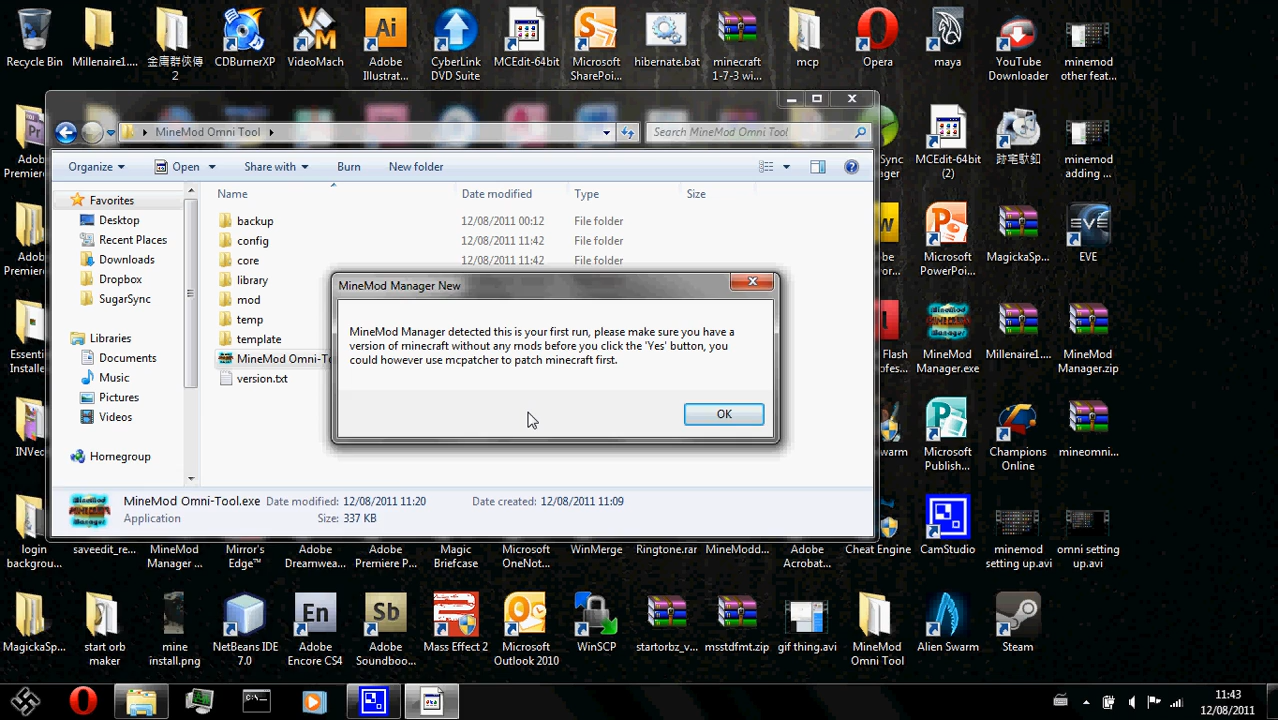 Recycle Bin
Millenaire1....
金庸群俠傳
2
CDBurnerXP
VideoMach
Adobe
Illustrat...
CyberLink
DVD Suite
MCEdit-64bit
Microsoft
SharePoi...
hibernate.bat
minecraft
1-7-3 wi...
mcp
Opera
maya
YouTube
Downloader
minemod
other feat...
MineMod Omni Tool
Search MineMod Omni Tool
Organize
Open
Share with
Burn
New folder
Favorites
Desktop
Recent Places
Downloads
Dropbox
SugarSync
Libraries
Documents
Music
Pictures
Videos
Homegroup
Name
Date modified
Type
Size
backup
12/08/2011 00:12
File folder
config
12/08/2011 11:42
File folder
core
12/08/2011 11:42
File folder
library
mod
temp
template
MineMod Omni-To
version.txt
MineMod Manager New
MineMod Manager detected this is your first run, please make sure you have a
version of minecraft without any mods before you click the 'Yes' button, you
could however use mcpatcher to patch minecraft first.
OK
MineMod Omni-Tool.exe
Date modified: 12/08/2011 11:20
Date created: 12/08/2011 11:09
Application
Size: 337 KB
Adobe
Premiere
Adobe
Premiere
Essential
Installe
INVed
MCEdit-64bit
(2)
minemod
adding ...
Microsoft
PowerPoi...
MagickaSp...
EVE
MineMod
Manager.exe
Millenaire1...
MineMod
Manager.zip
Microsoft
Publish...
Champions
Online
mineomni...
login
backgrou...
saveedit_re...
MineMod
Manager ...
Mirror's
Edge™
Adobe
Dreamwea...
Adobe
Premiere P...
Magic
Briefcase
Microsoft
OneNot...
WinMerge
Ringtone.rar
MineModd...
Adobe
Acrobat...
Cheat Engine
CamStudio
minemod
setting up.avi
omni setting
up.avi
MagickaSp...
start orb
maker
mine
install.png
NetBeans IDE
7.0
Adobe
Encore CS4
Adobe
Soundboo...
Mass Effect 2
Microsoft
Outlook 2010
WinSCP
startorbz_v...
msstdfmt.zip
gif thing.avi
MineMod
Omni Tool
Alien Swarm
Steam
11:43
12/08/2011